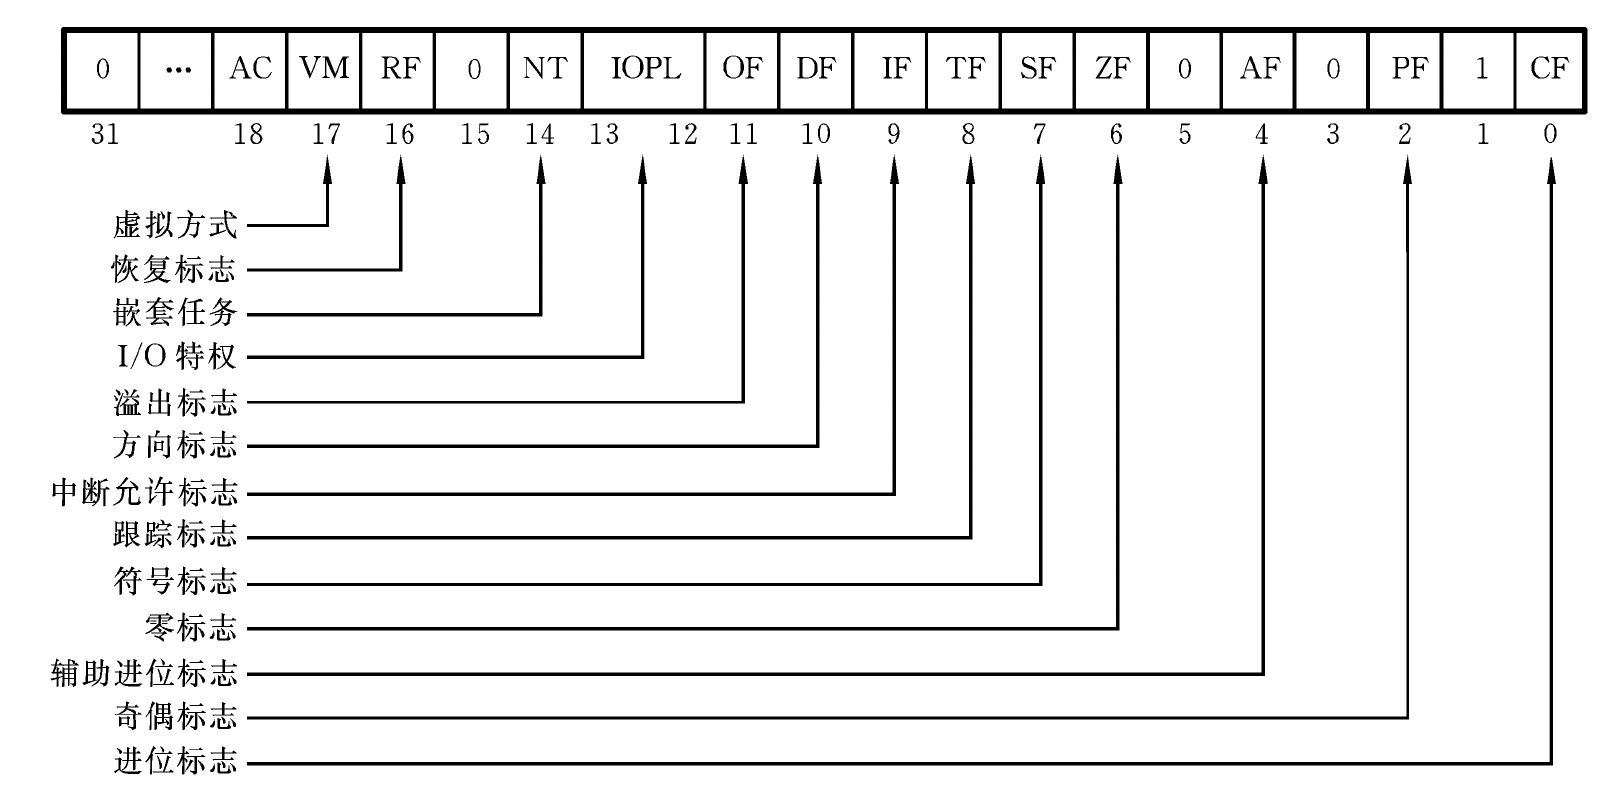 0 … AC VM RF 0 NT IOPL OF DF IF TF SF ZF 0 AF 0 PF 1 CF
31 18 17 16 15 14 13 12 11 10 9 8 7 6 5 4 3 2 1 0
虚拟方式
恢复标志
嵌套任务
I/O 特权
溢出标志
方向标志
中断允许标志
跟踪标志
符号标志
零标志
辅助进位标志
奇偶标志
进位标志